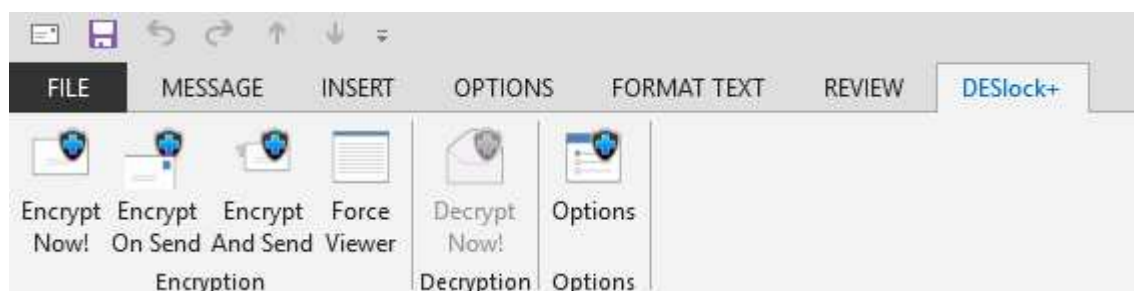 FILE MESSAGE INSERT OPTIONS FORMAT TEXT REVIEW DESlock+
Encrypt Encrypt Encrypt Force Decrypt Options
Now! On Send And Send Viewer Now!
Encryption Decryption Options